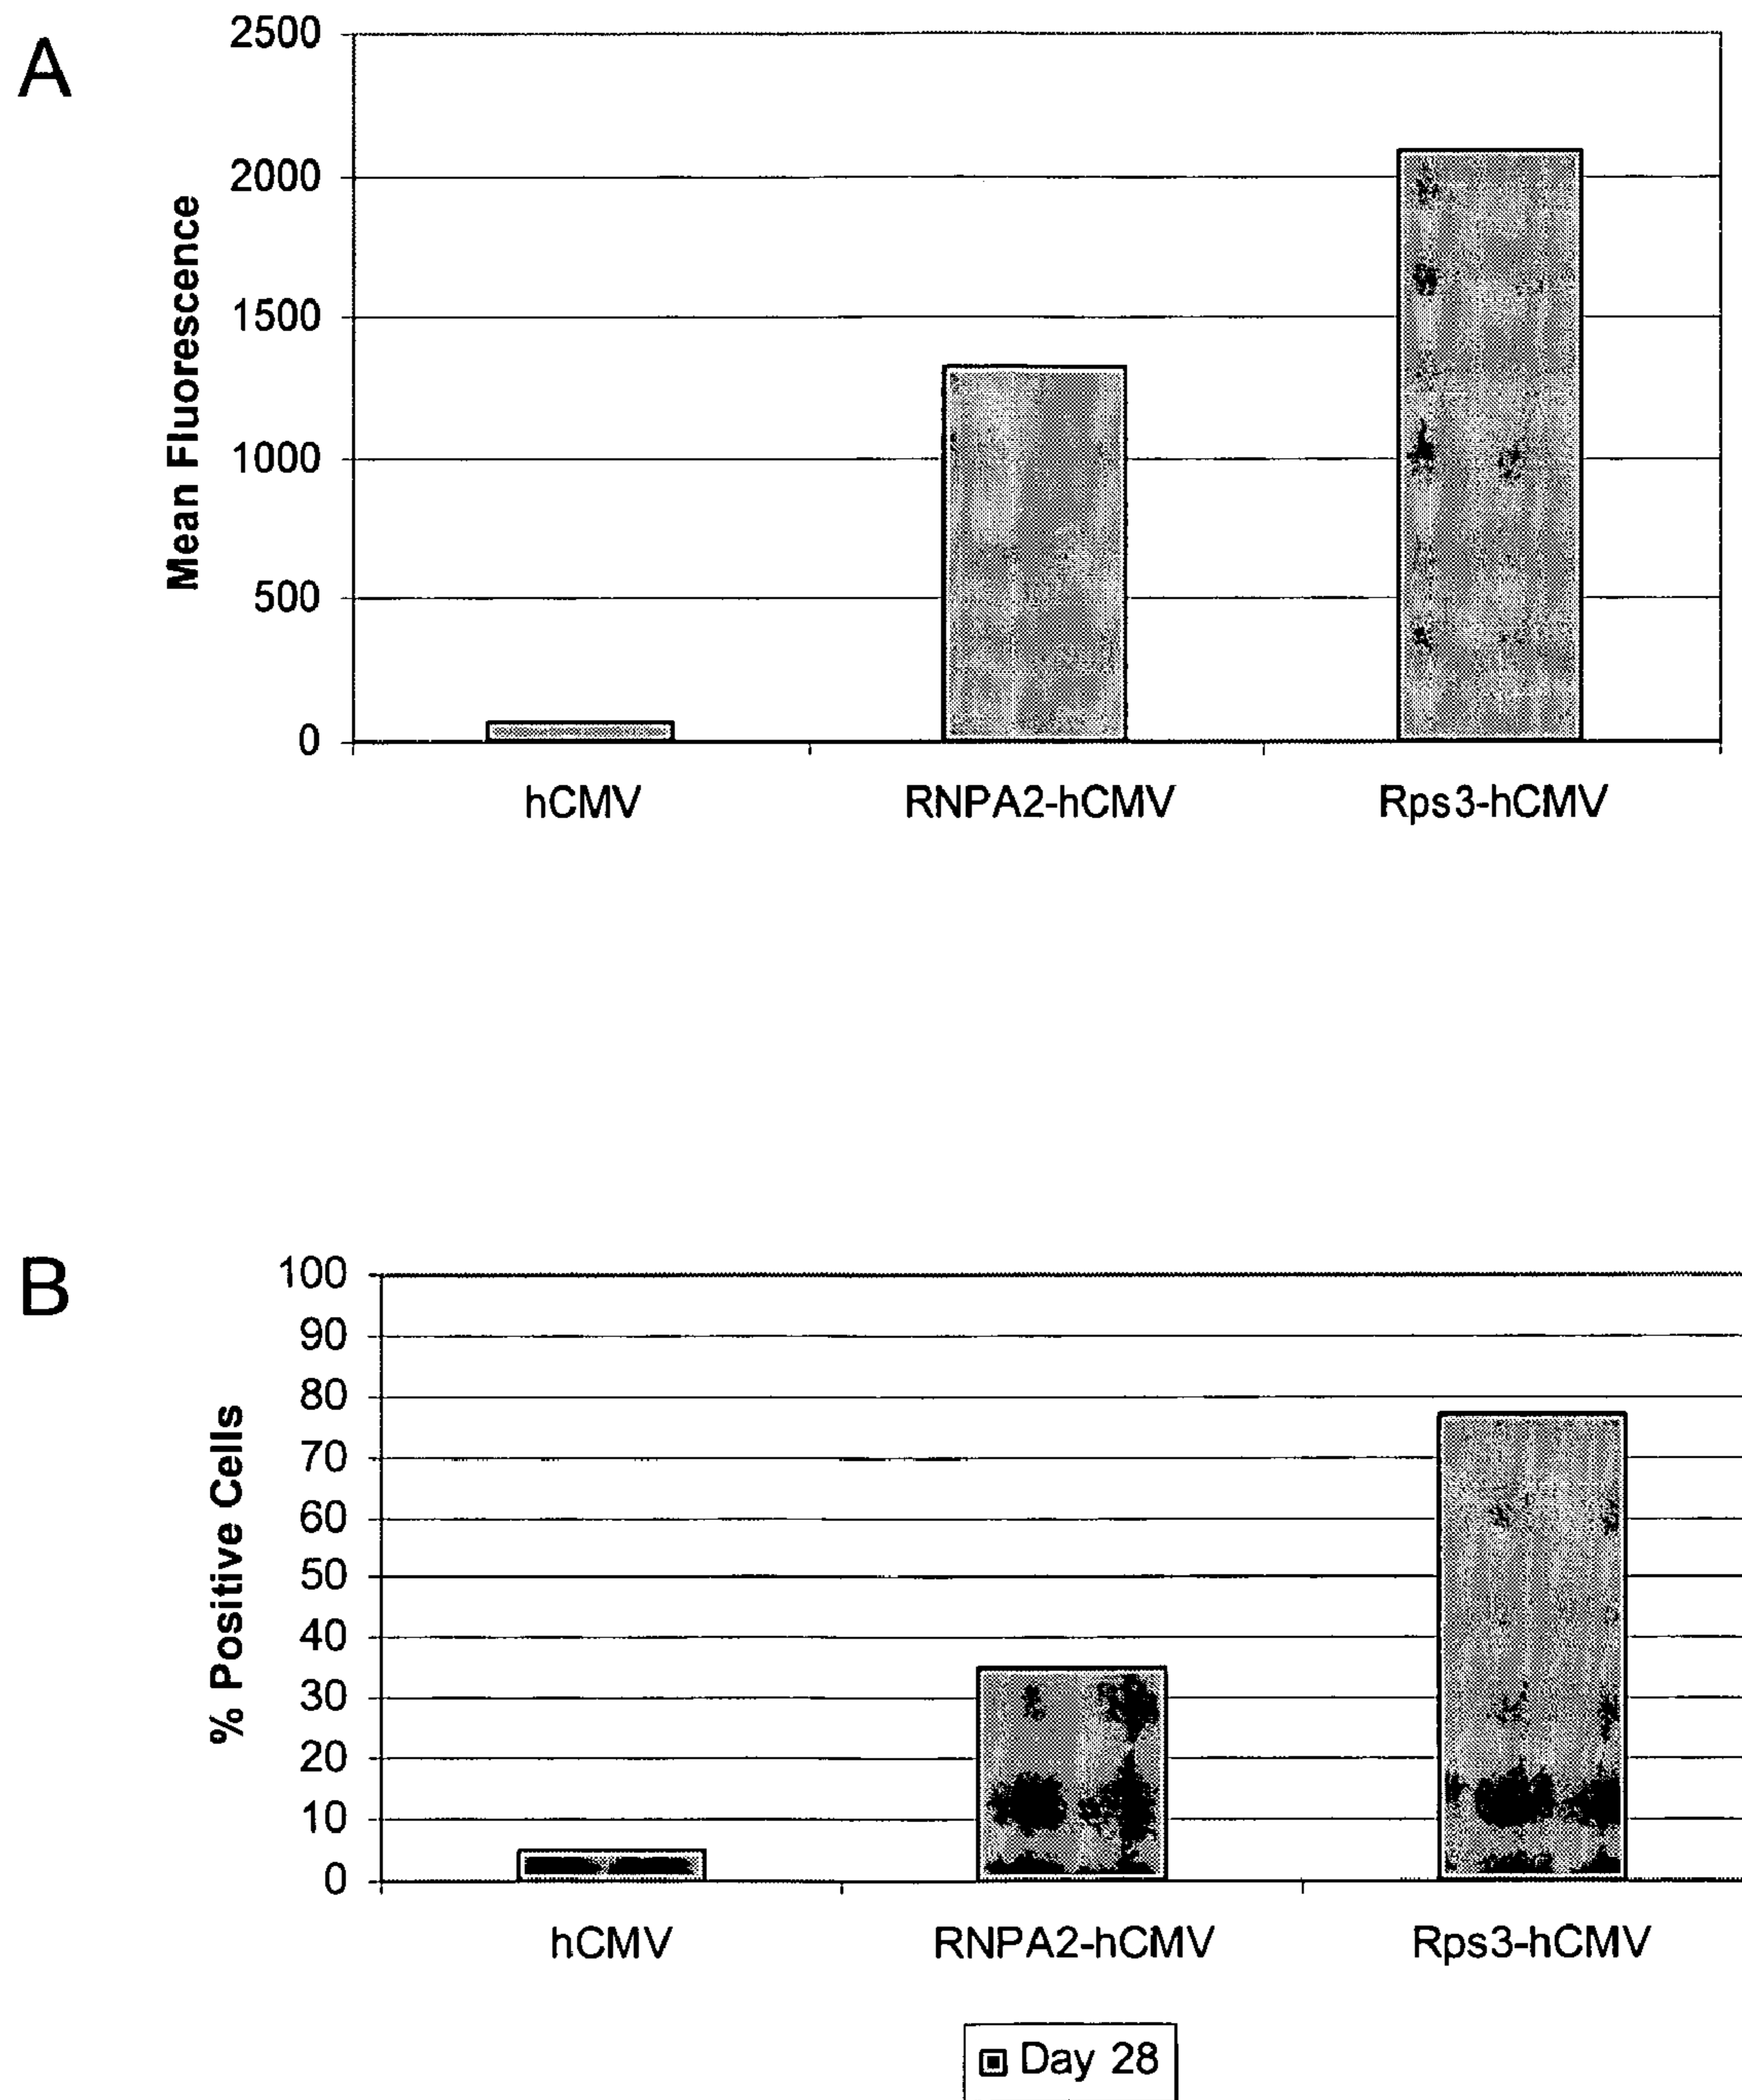 A
2500
2000
1500
1000
500
0
Mean Fluorescence
hCMV RNPA2-hCMV Rps3-hCMV
B
100
90
80
70
60
50
40
30
20
10
0
% Positive Cells
hCMV RNPA2-hCMV Rps3-hCMV
Day 28